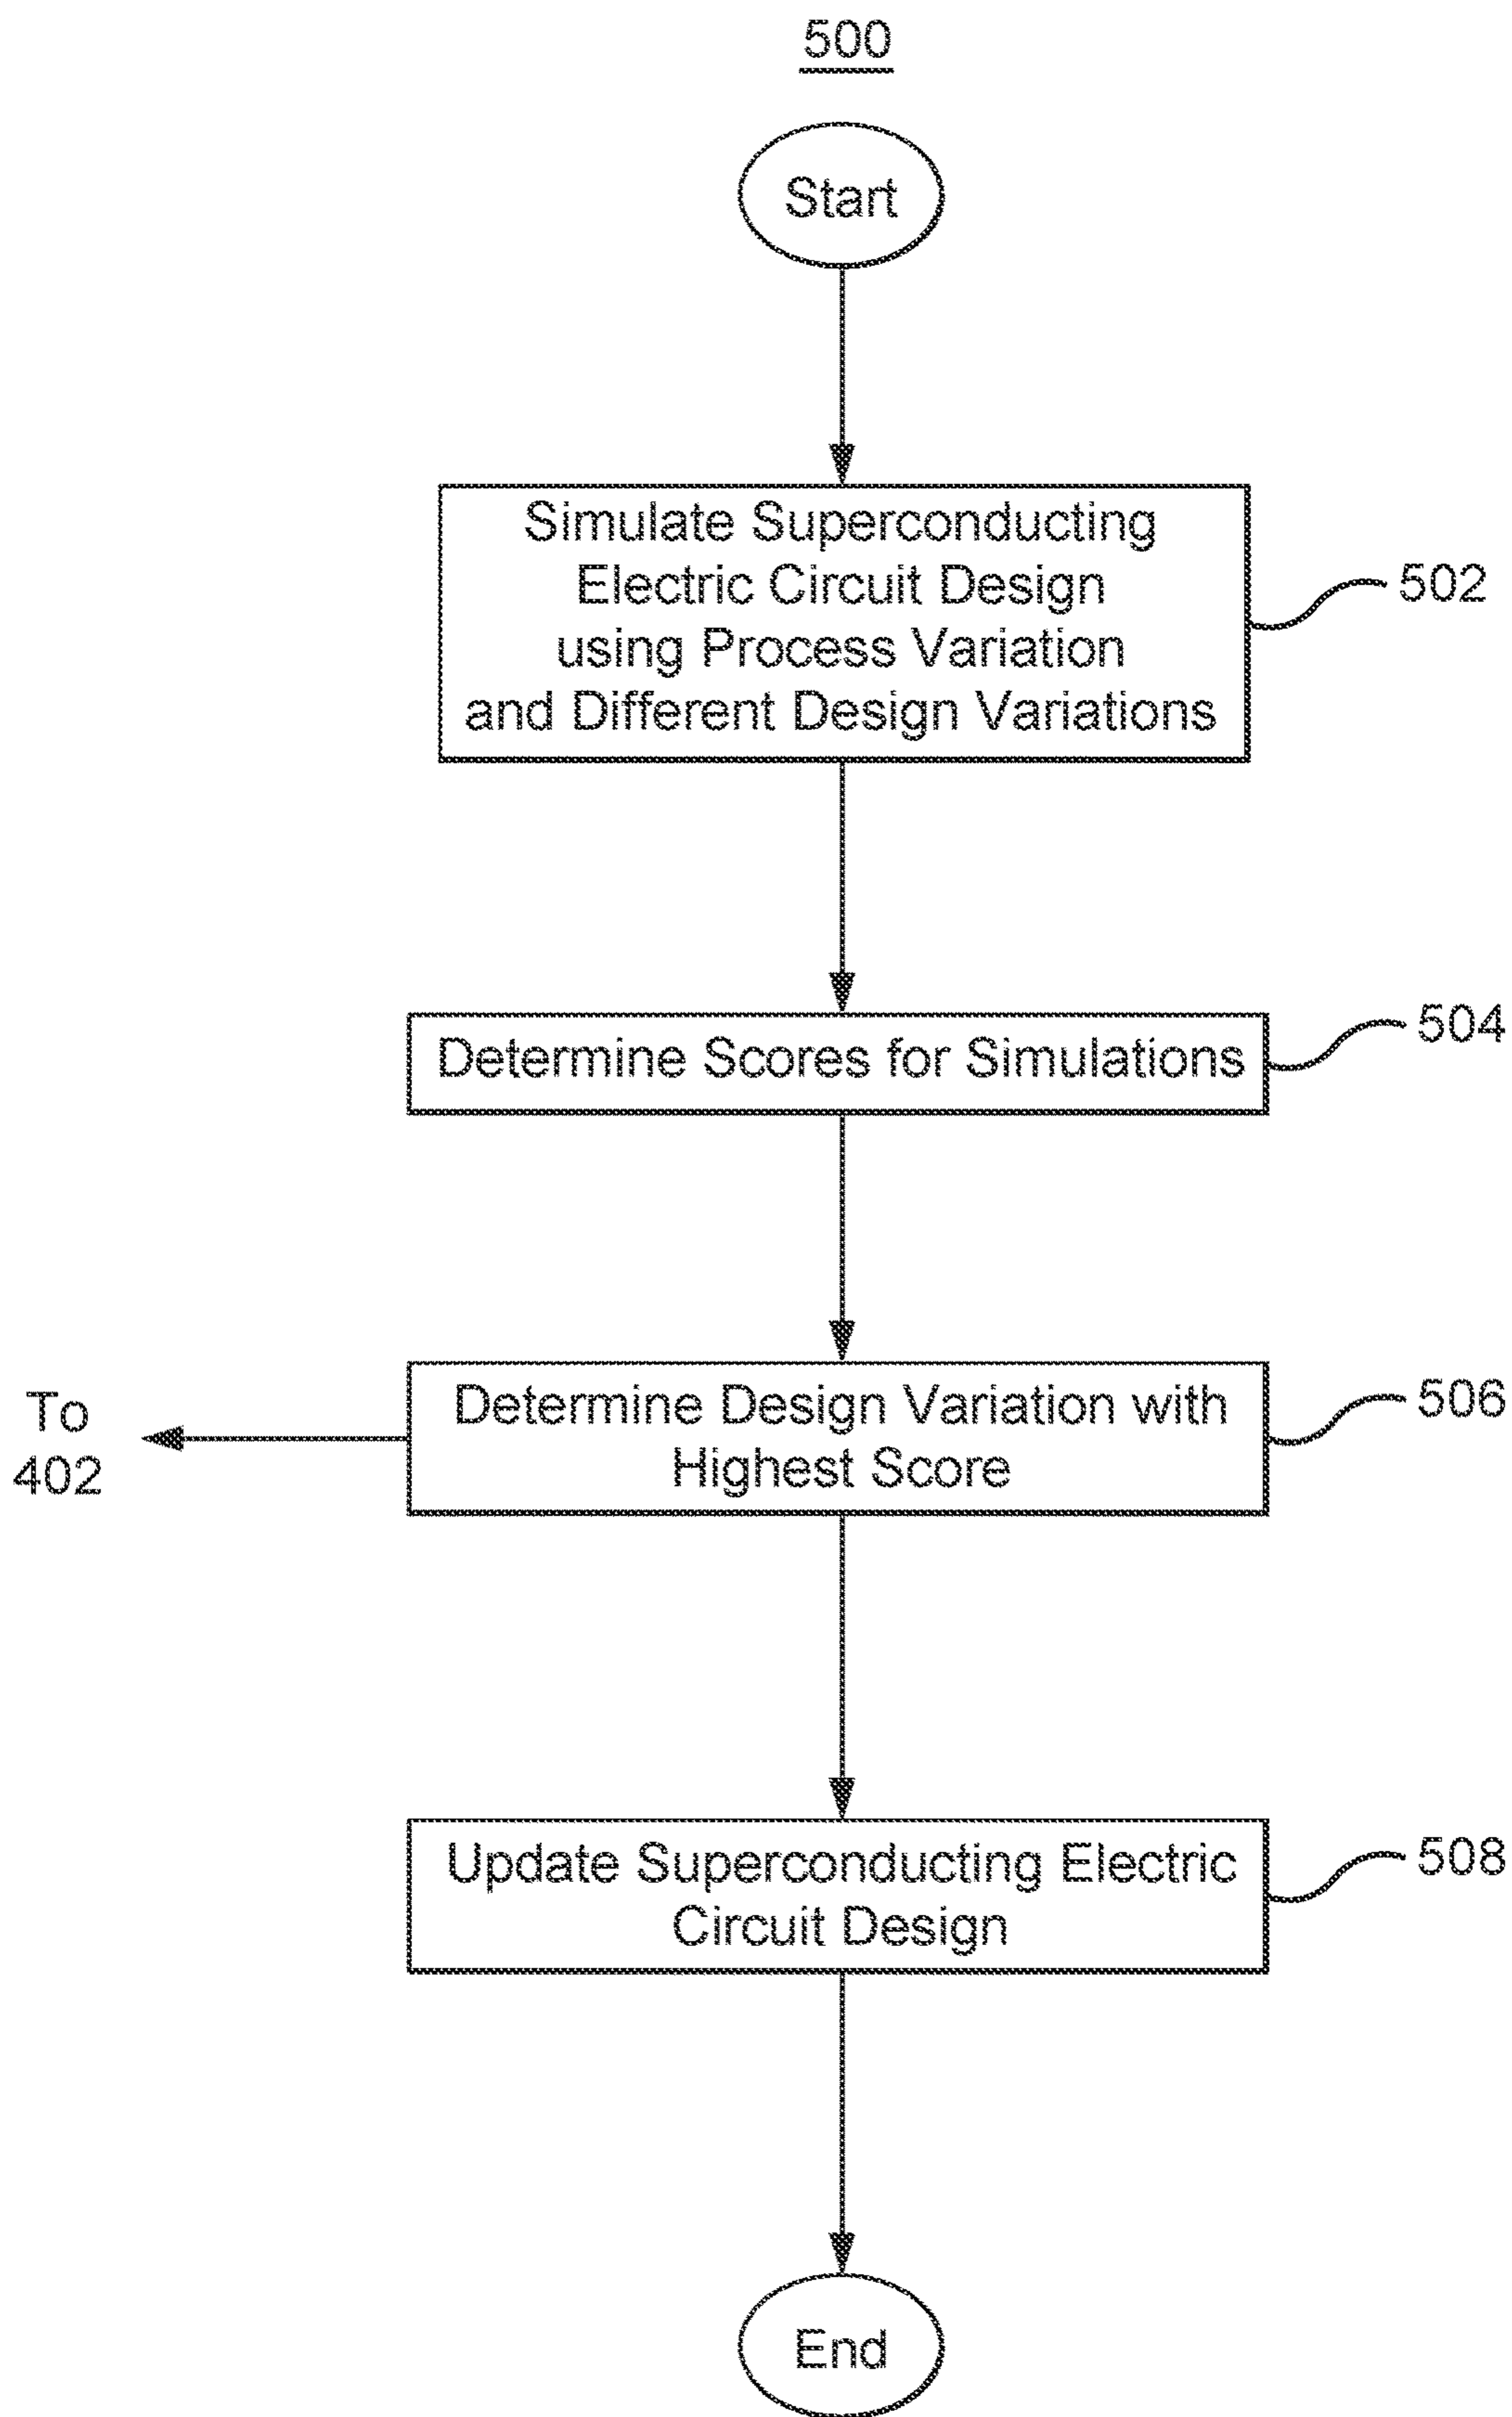 500
Start
Simulate Superconducting
Electric Circuit Design
using Process Variation
and Different Design Variations
502
Determine Scores for Simulations
504
Determine Design Variation with
Highest Score
506
To
402
Update Superconducting Electric
Circuit Design
508
End